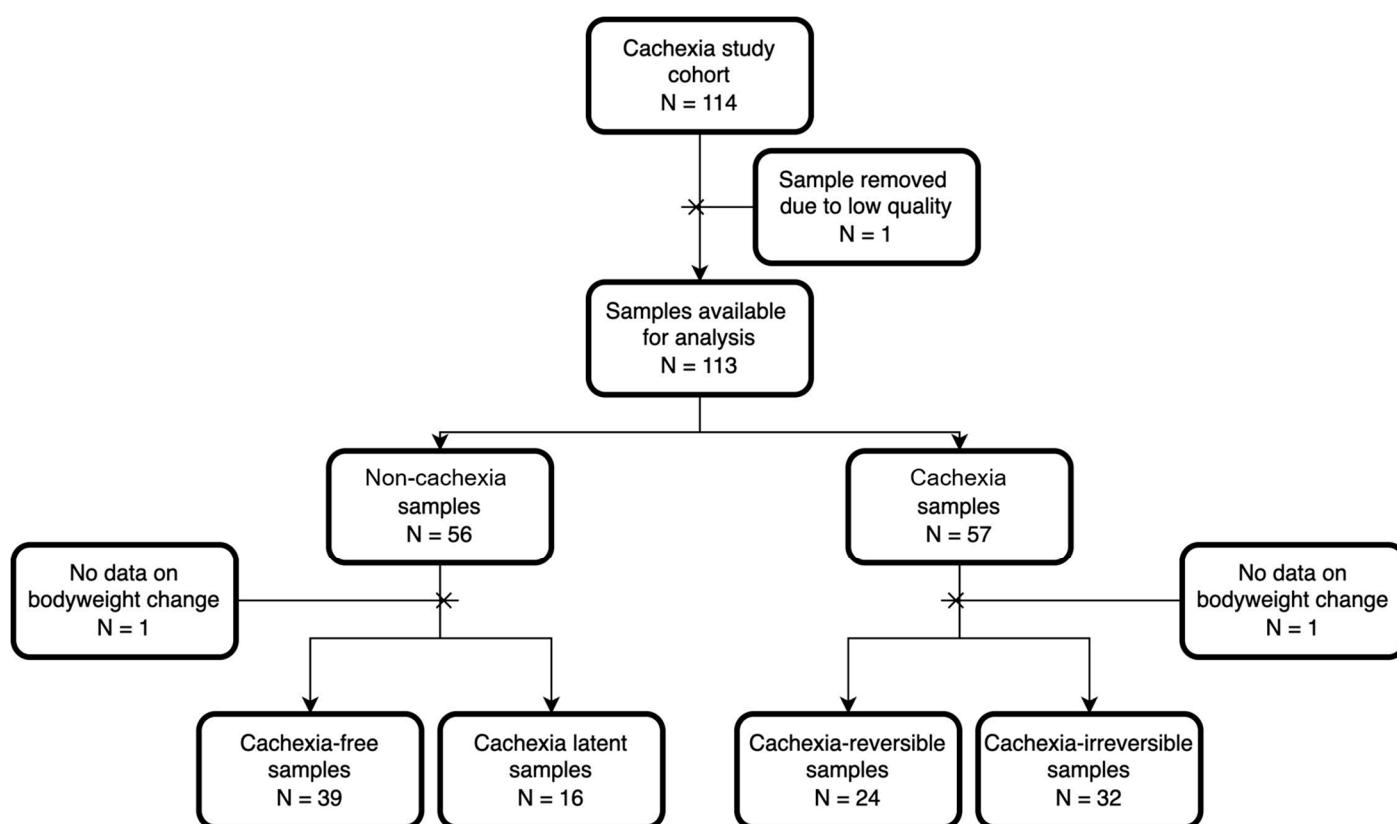 Cachexia study
cohort
N = 114
Sample removed
due to low quality
N = 1
Samples available
for analysis
N = 113
Non-cachexia
samples
N = 56
Cachexia
samples
N = 57
No data on
bodyweight change
N = 1
No data on
bodyweight change
N = 1
Cachexia-free
samples
N = 39
Cachexia latent
samples
N = 16
Cachexia-reversible
samples
N = 24
Cachexia-irreversible
samples
N = 32